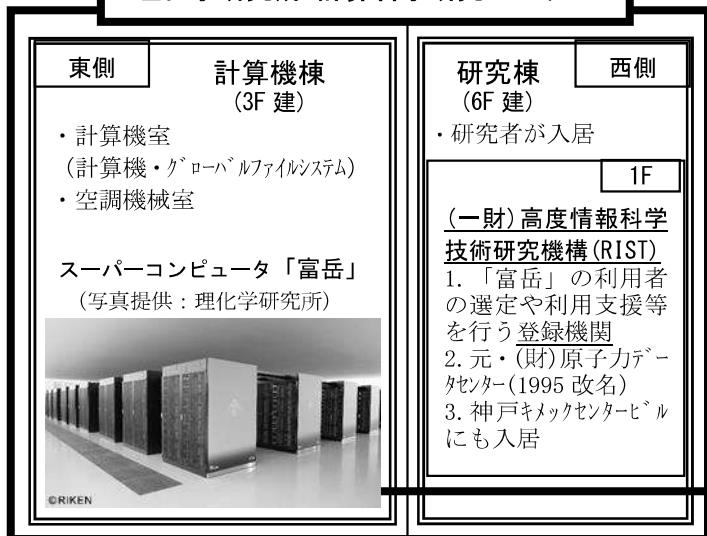 東側
計算機棟
(3F 建)
・計算機室
(計算機・グローバルファイルシステム)
・空調機械室
スーパーコンピュータ「富岳」
(写真提供：理化学研究所)
©RIKEN
研究棟
西側
(6F 建)
・研究者が入居
1F
(一財)高度情報科学
技術研究機構(RIST)
1. 「富岳」の利用者
の選定や利用支援等
を行う登録機関
2. 元・(財)原子力デー
タセンター(1995 改名)
3. 神戸キメックセンタービル
にも入居